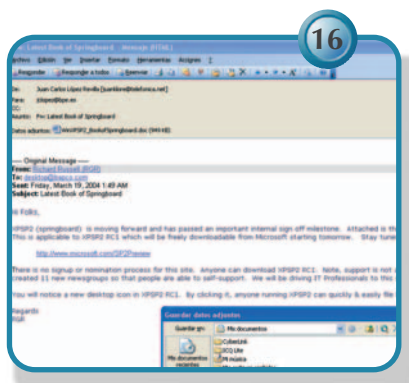 16
Latest Book of Springboard - Mensaje (HTML)
Archivo Edición Ver Insertar Formato Herramientas Acciones ?
Responder Responder a todos Reenviar
De: Juan Carlos López Revilla
Para:
CC:
Asunto: Latest Book of Springboard
Datos adjuntos: WinXPSP2_BookofSpringboard.doc
----- Original Message -----
From: Richard Russell (RGR)
To:
Sent: Friday, March 19, 2004 1:49 AM
Subject: Latest Book of Springboard
Hi Folks,
XPSP2 (springboard) is moving forward and has passed an important internal sign off milestone. Attached is th
This is applicable to XPSP2 RC1 which will be freely downloadable from Microsoft starting tomorrow. Stay tune
http://www.microsoft.com/SP2Preview
There is no signup or nomination process for this site. Anyone can download XPSP2 RC1. Note, support is not
created 11 new newsgroups so that people are able to self-support. We will be driving IT Professionals to this
You will notice a new desktop icon in XPSP2 RC1. By clicking it, anyone running XPSP2 can quickly & easily file
Regards
RGR
Guardar datos adjuntos
Guardar en: Mis documentos
CyberLink
ICQ Lite
Mi música
Mis documentos
recientes